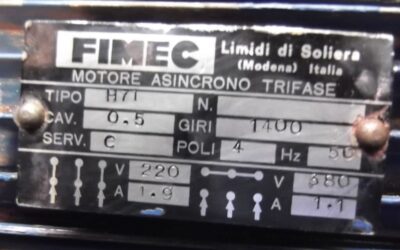 FIMEC Limidi di Soliera
(Modena) Italia
MOTORE ASINCRONO TRIFASE
TIPO H71 N.
CAV. 0.5 GIRI 1400
SERV. C POLI 4 Hz 50
V 220 V 380
A 1.9 A 1.1